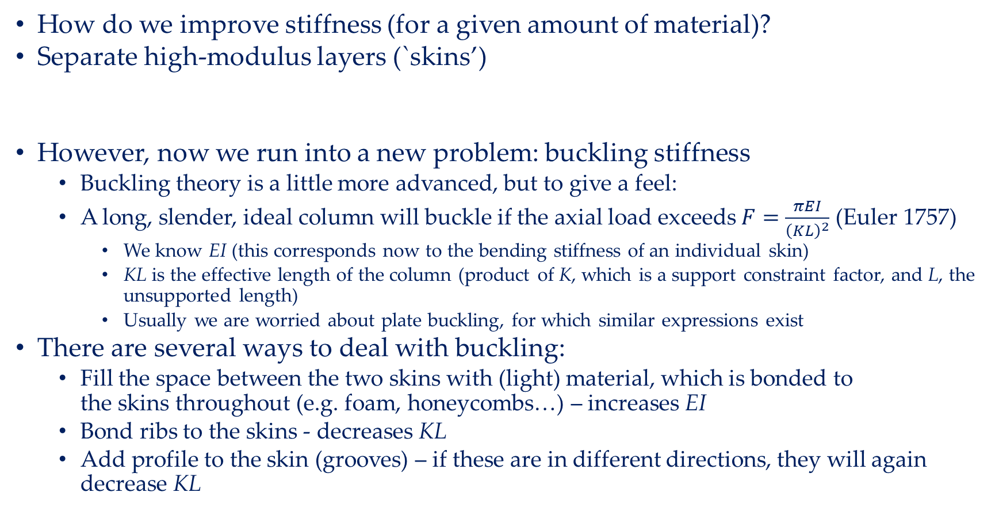 • How do we improve stiffness (for a given amount of material)?
• Separate high-modulus layers (`skins’)
• However, now we run into a new problem: buckling stiffness
• Buckling theory is a little more advanced, but to give a feel:
• A long, slender, ideal column will buckle if the axial load exceeds F = πEI/(KL)² (Euler 1757)
• We know EI (this corresponds now to the bending stiffness of an individual skin)
• KL is the effective length of the column (product of K, which is a support constraint factor, and L, the
unsupported length)
• Usually we are worried about plate buckling, for which similar expressions exist
• There are several ways to deal with buckling:
• Fill the space between the two skins with (light) material, which is bonded to
the skins throughout (e.g. foam, honeycombs…) – increases EI
• Bond ribs to the skins - decreases KL
• Add profile to the skin (grooves) – if these are in different directions, they will again
decrease KL